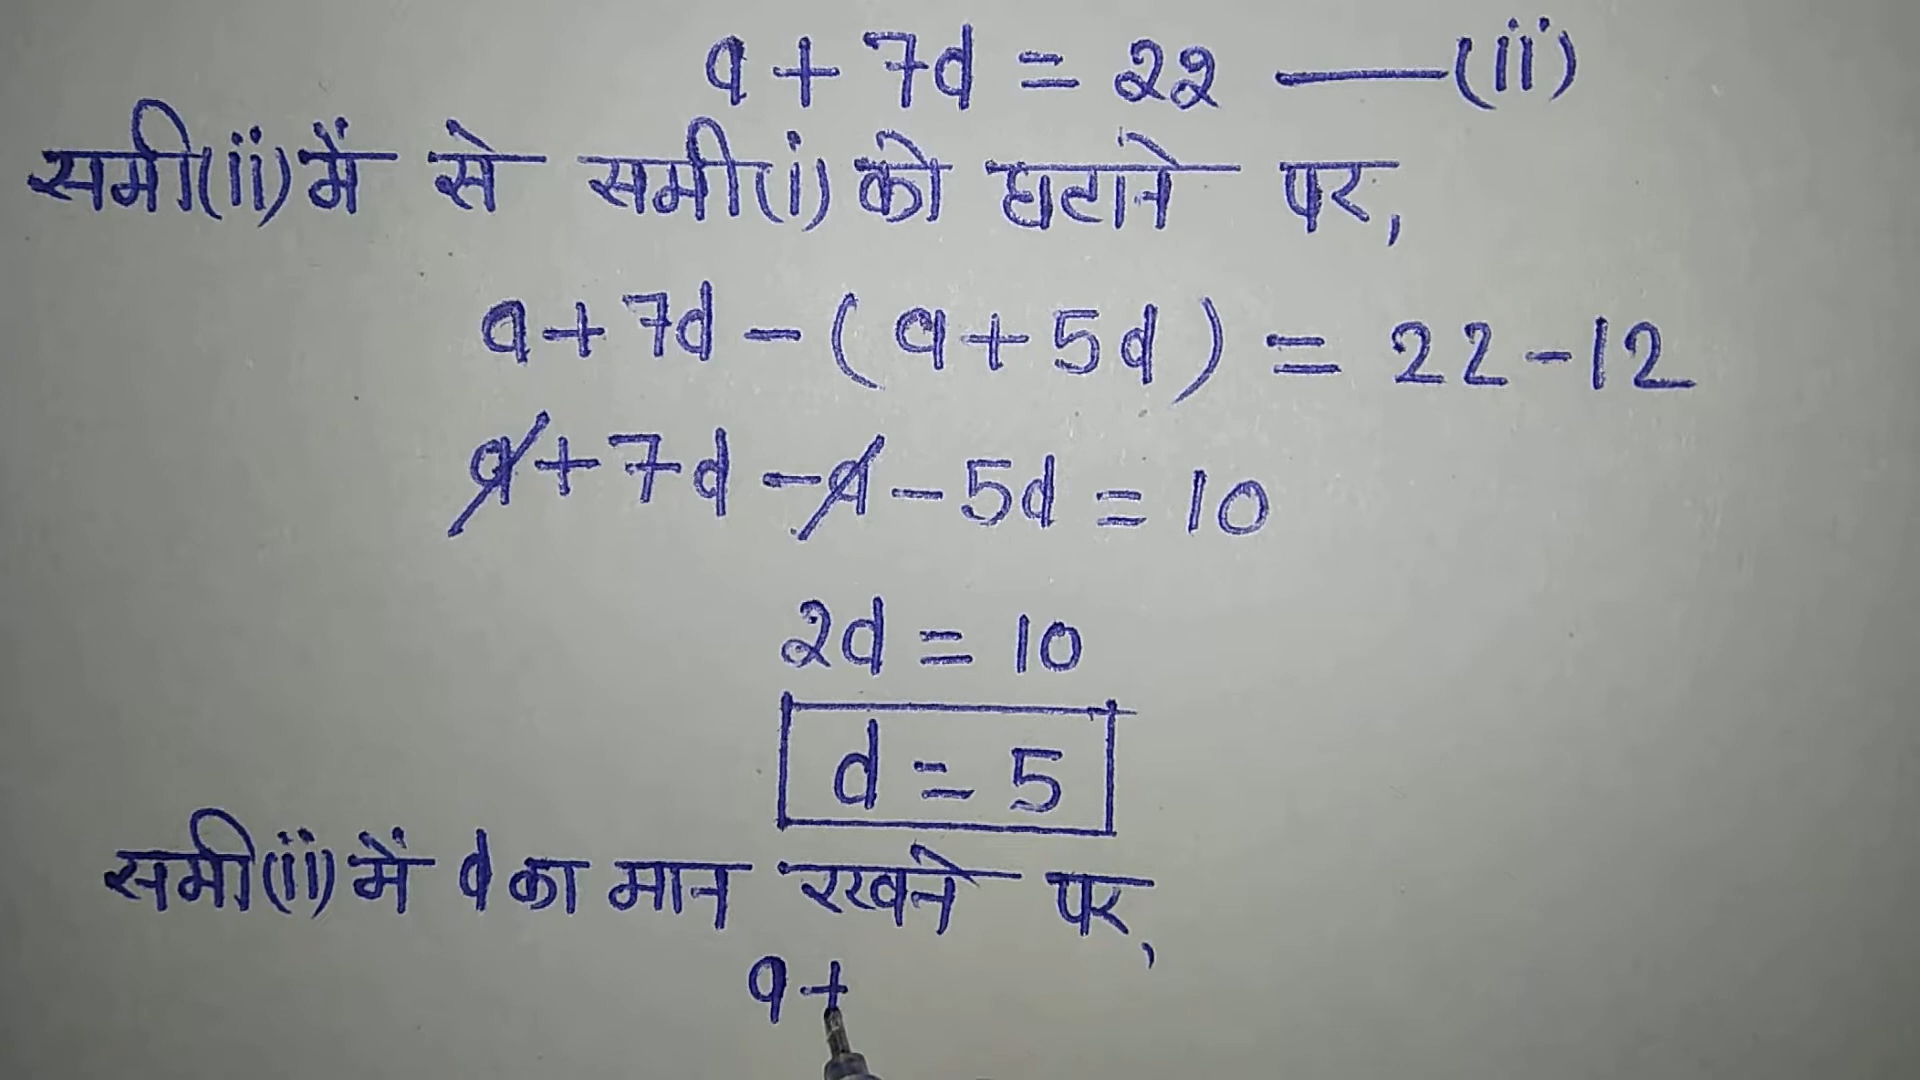 a + 7d = 22 —(ii)
समी(ii) में से समी(i) को घटाने पर,
a + 7d - (a + 5d) = 22 - 12
a + 7d - a - 5d = 10
2d = 10
d = 5
समी(ii) में d का मान रखने पर,
a +